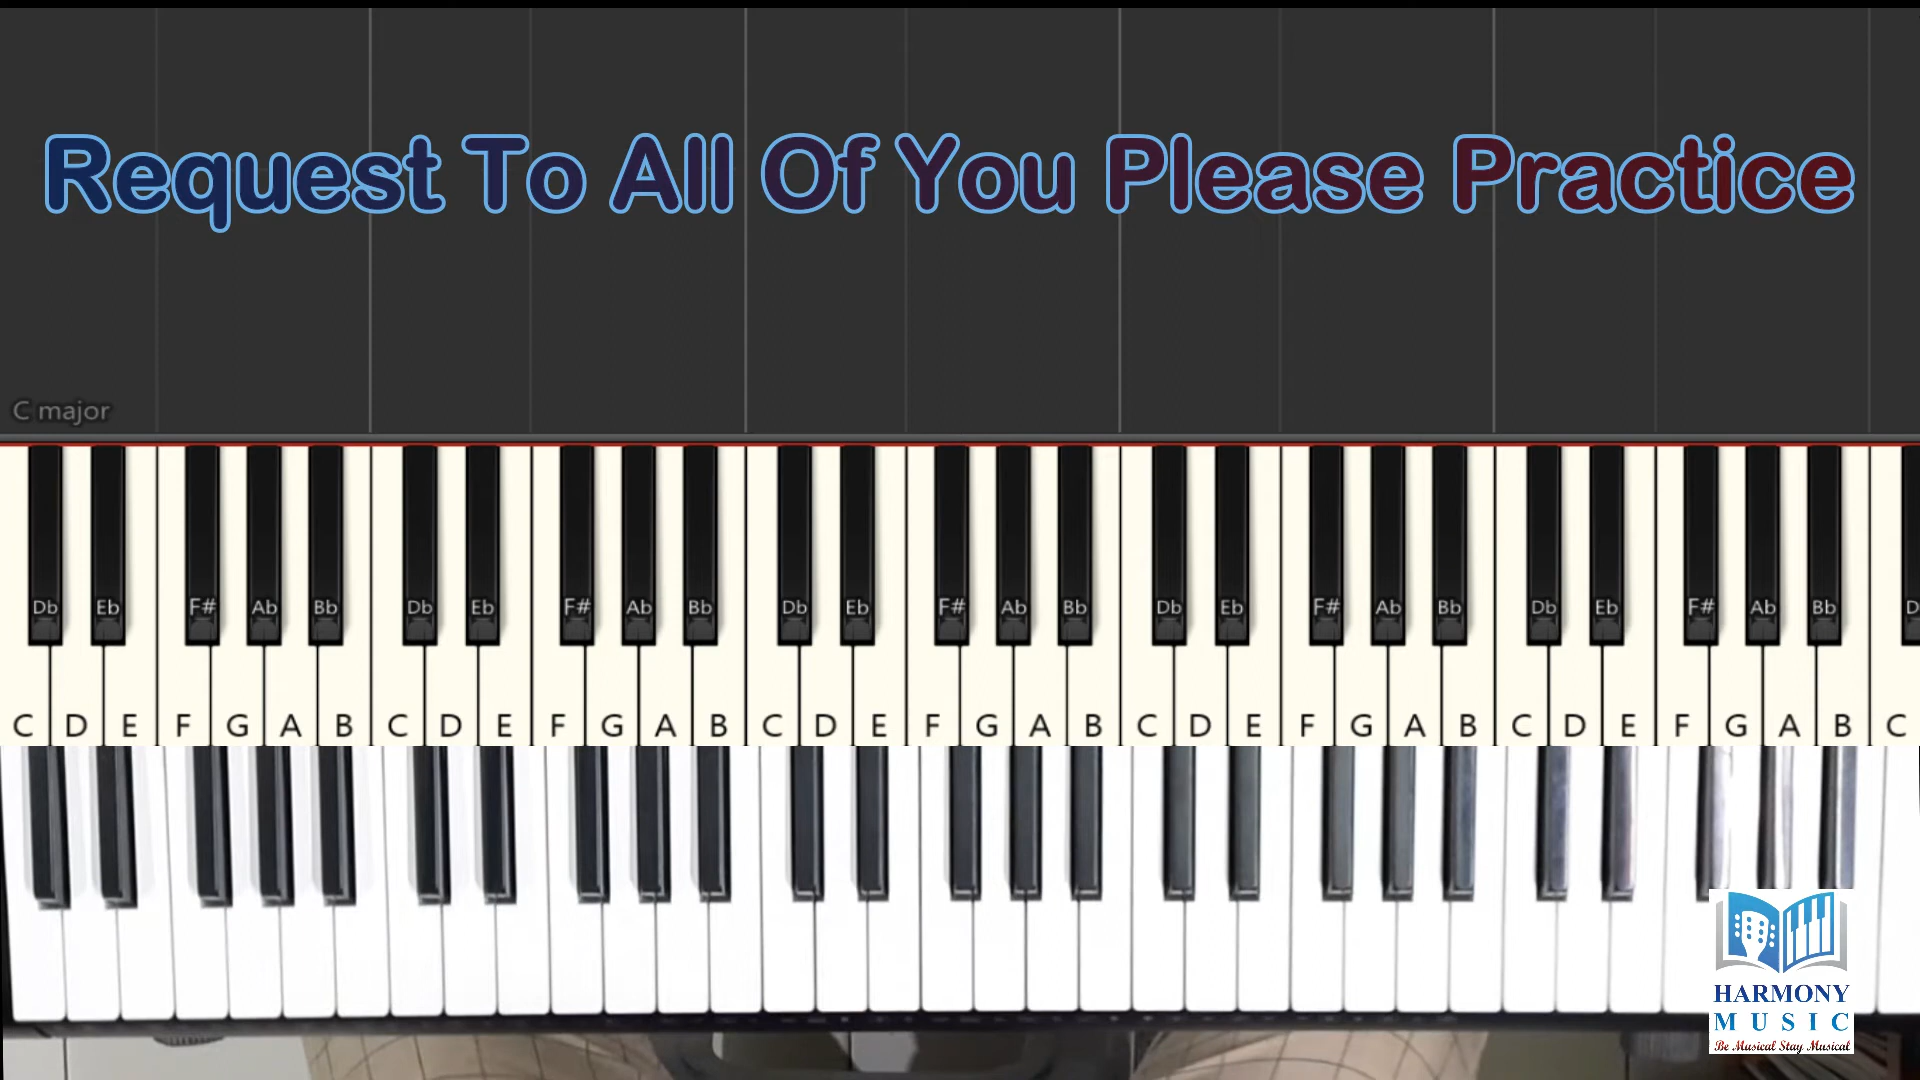 Request To All Of You Please Practice
C major
Db Eb F# Ab Bb Db Eb F# Ab Bb Db Eb F# Ab Bb Db Eb F# Ab Bb Db Eb F# Ab Bb D
C D E F G A B C D E F G A B C D E F G A B C D E F G A B C D E F G A B C
HARMONY
MUSIC
Be Musical Stay Musical